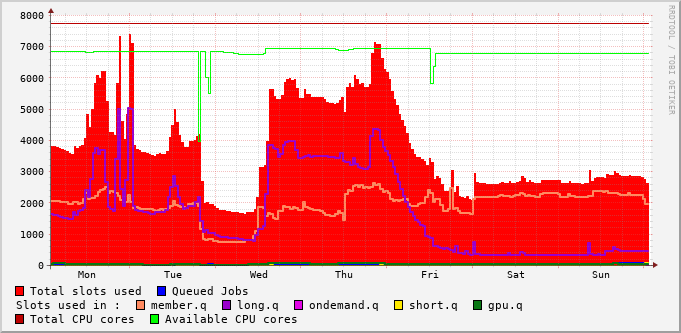 8000
7000
6000
5000
4000
3000
2000
1000
0
Mon Tue Wed Thu Fri Sat Sun
RRDTOOL / TOBI OETIKER
Total slots used Queued Jobs
Slots used in : member.q long.q ondemand.q short.q gpu.q
Total CPU cores Available CPU cores